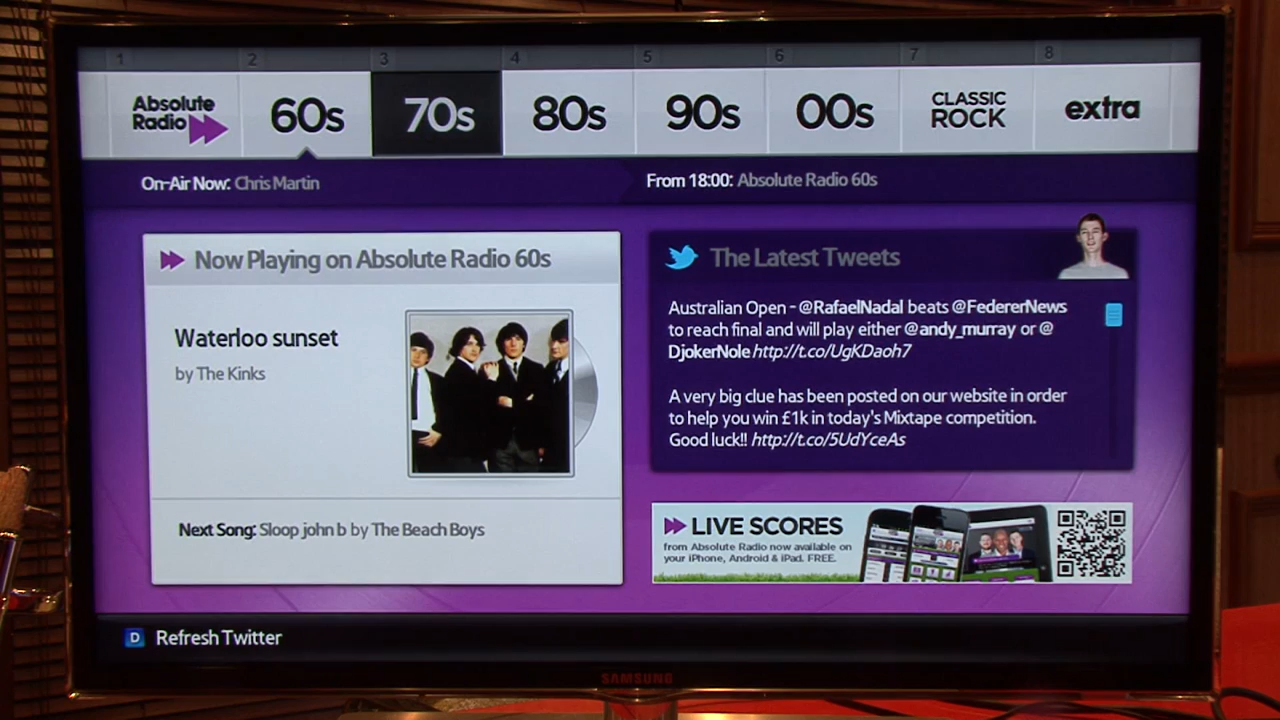 1 2 3 4 5 6 7 8
Absolute Radio 60s 70s 80s 90s 00s CLASSIC ROCK extra
On-Air Now: Chris Martin
From 18:00: Absolute Radio 60s
Now Playing on Absolute Radio 60s
Waterloo sunset
by The Kinks
Next Song: Sloop john b by The Beach Boys
The Latest Tweets
Australian Open - @RafaelNadal beats @FedererNews
to reach final and will play either @andy_murray or @
DjokerNole http://t.co/UgKDaoh7
A very big clue has been posted on our website in order
to help you win £1k in today's Mixtape competition.
Good luck!! http://t.co/5UdYceAs
LIVE SCORES
from Absolute Radio now available on
your iPhone, Android & iPad. FREE.
D Refresh Twitter
SAMSUNG